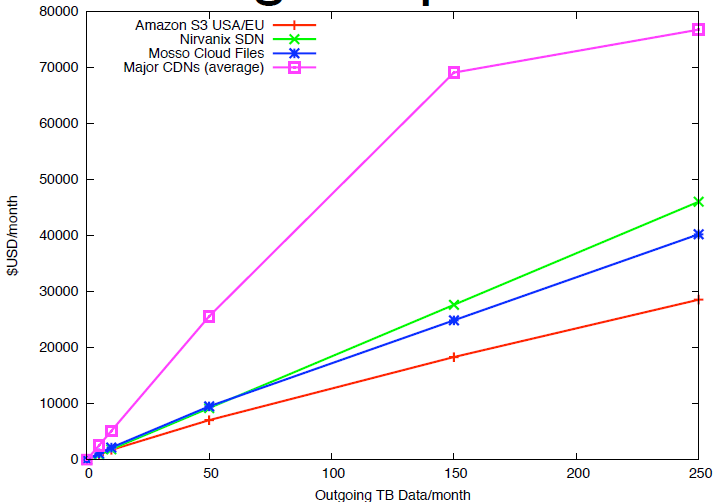 80000
70000
60000
50000
40000
30000
20000
10000
0
Amazon S3 USA/EU
Nirvanix SDN
Mosso Cloud Files
Major CDNs (average)
$USD/month
0 50 100 150 200 250
Outgoing TB Data/month